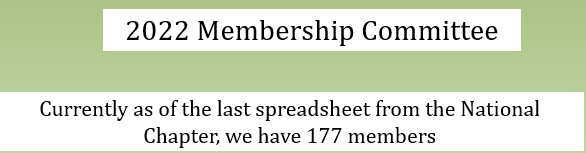 2022 Membership Committee
Currently as of the last spreadsheet from the National
Chapter, we have 177 members